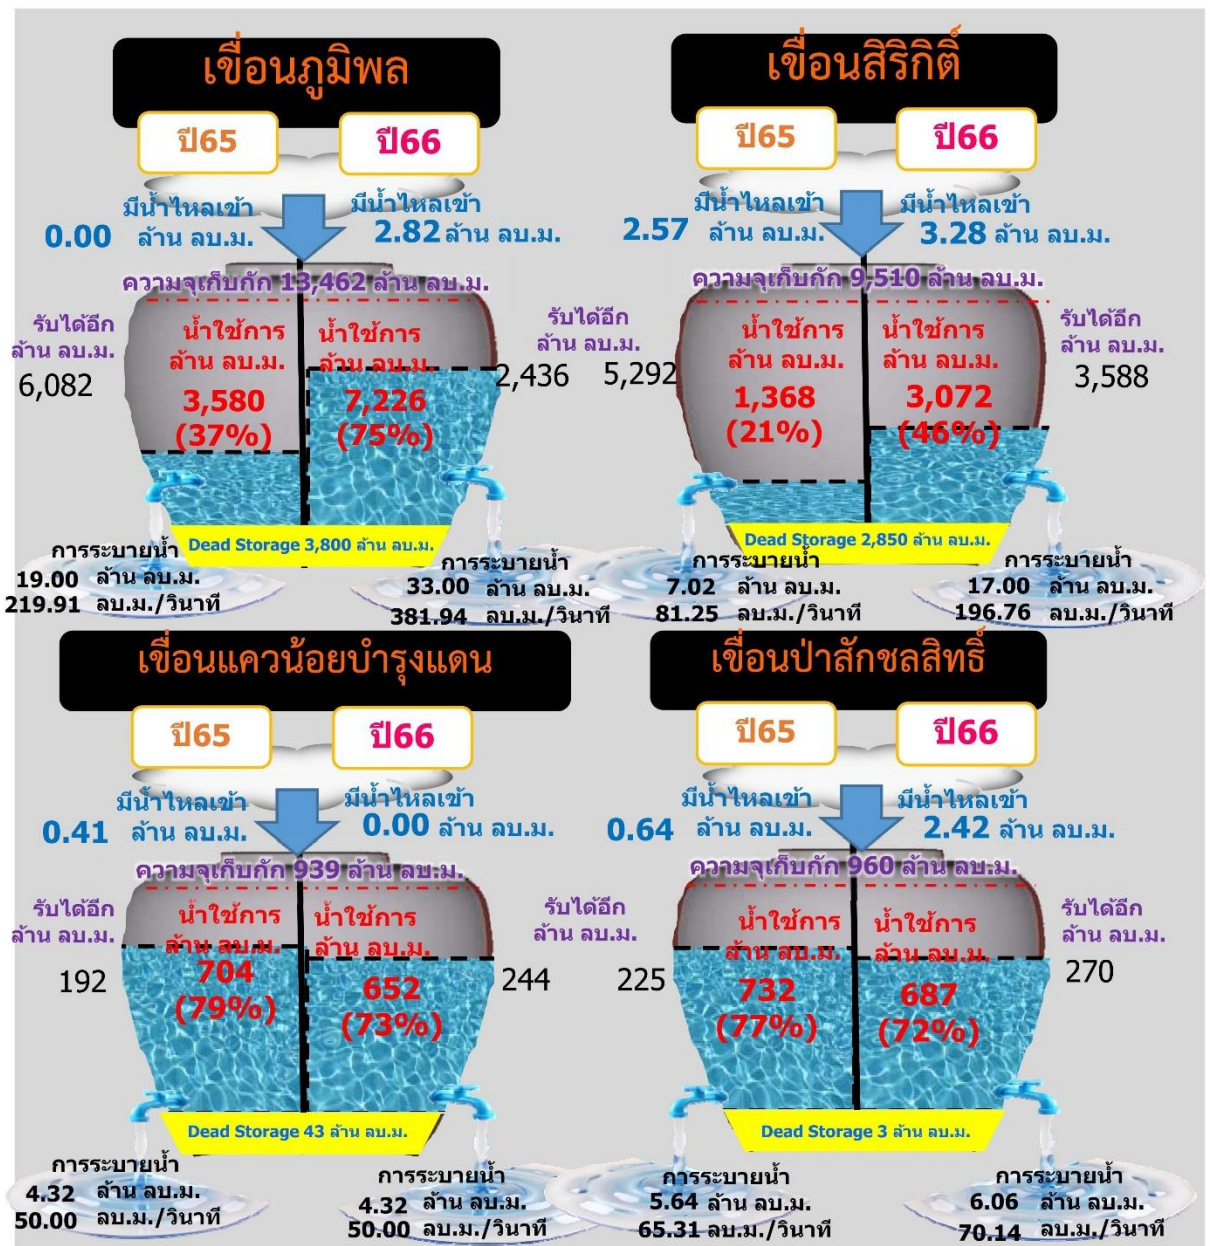 เขื่อนภูมิพล
ปี65
ปี66
มีน้ำไหลเข้า
0.00 ล้าน ลบ.ม.
มีน้ำไหลเข้า
2.82 ล้าน ลบ.ม.
ความจุเก็บกัก 13,462 ล้าน ลบ.ม.
รับได้อีก
ล้าน ลบ.ม.
6,082
น้ำใช้การ
ล้าน ลบ.ม.
3,580
(37%)
น้ำใช้การ
ล้าน ลบ.ม.
7,226
(75%)
รับได้อีก
ล้าน ลบ.ม.
2,436
Dead Storage 3,800 ล้าน ลบ.ม.
การระบายน้ำ
19.00 ล้าน ลบ.ม.
219.91 ลบ.ม./วินาที
การระบายน้ำ
33.00 ล้าน ลบ.ม.
381.94 ลบ.ม./วินาที
เขื่อนสิริกิติ์
ปี65
ปี66
มีน้ำไหลเข้า
2.57 ล้าน ลบ.ม.
มีน้ำไหลเข้า
3.28 ล้าน ลบ.ม.
ความจุเก็บกัก 9,510 ล้าน ลบ.ม.
5,292
น้ำใช้การ
ล้าน ลบ.ม.
1,368
(21%)
น้ำใช้การ
ล้าน ลบ.ม.
3,072
(46%)
รับได้อีก
ล้าน ลบ.ม.
3,588
Dead Storage 2,850 ล้าน ลบ.ม.
การระบายน้ำ
7.02 ล้าน ลบ.ม.
81.25 ลบ.ม./วินาที
การระบายน้ำ
17.00 ล้าน ลบ.ม.
196.76 ลบ.ม./วินาที
เขื่อนแควน้อยบำรุงแดน
ปี65
ปี66
มีน้ำไหลเข้า
0.41 ล้าน ลบ.ม.
มีน้ำไหลเข้า
0.00 ล้าน ลบ.ม.
ความจุเก็บกัก 939 ล้าน ลบ.ม.
รับได้อีก
ล้าน ลบ.ม.
192
น้ำใช้การ
ล้าน ลบ.ม.
704
(79%)
น้ำใช้การ
ล้าน ลบ.ม.
652
(73%)
รับได้อีก
ล้าน ลบ.ม.
244
Dead Storage 43 ล้าน ลบ.ม.
การระบายน้ำ
4.32 ล้าน ลบ.ม.
50.00 ลบ.ม./วินาที
การระบายน้ำ
4.32 ล้าน ลบ.ม.
50.00 ลบ.ม./วินาที
เขื่อนป่าสักชลสิทธิ์
ปี65
ปี66
มีน้ำไหลเข้า
0.64 ล้าน ลบ.ม.
มีน้ำไหลเข้า
2.42 ล้าน ลบ.ม.
ความจุเก็บกัก 960 ล้าน ลบ.ม.
225
น้ำใช้การ
ล้าน ลบ.ม.
732
(77%)
น้ำใช้การ
ล้าน ลบ.ม.
687
(72%)
รับได้อีก
ล้าน ลบ.ม.
270
Dead Storage 3 ล้าน ลบ.ม.
การระบายน้ำ
5.64 ล้าน ลบ.ม.
65.31 ลบ.ม./วินาที
การระบายน้ำ
6.06 ล้าน ลบ.ม.
70.14 ลบ.ม./วินาที